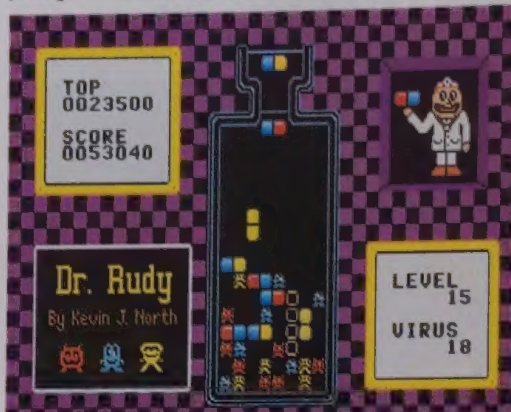 TOP
0023500
SCORE
0053040
Dr. Rudy
By Kevin J. North
LEVEL
15
VIRUS
18